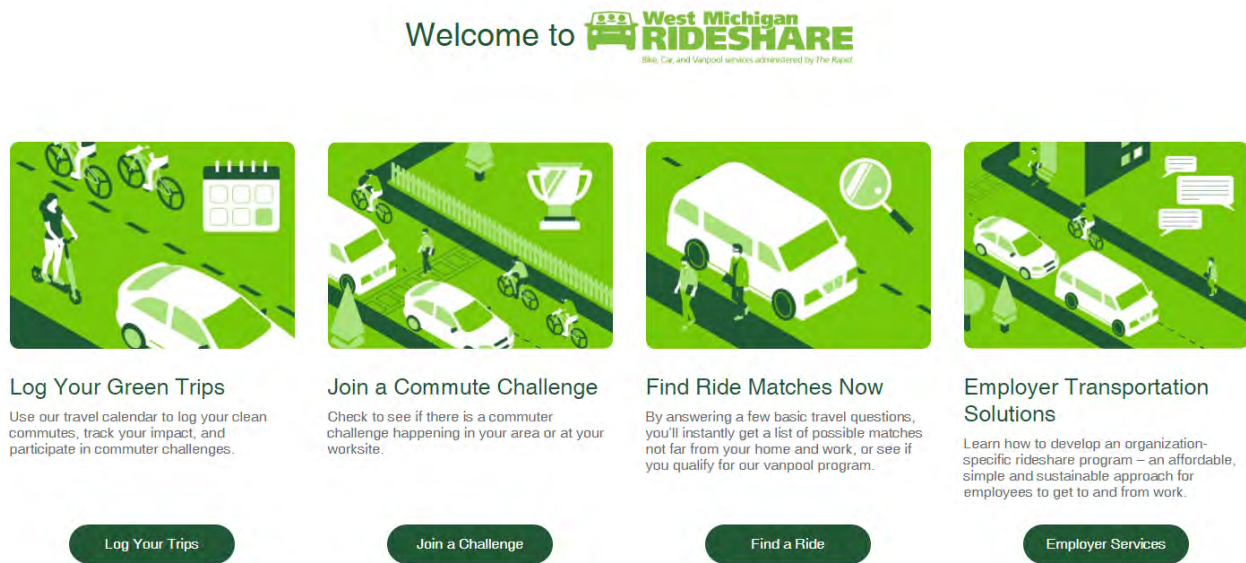 Welcome to West Michigan
RIDESHARE
Bike, Car, and Vanpool services administered by The Rapid
Log Your Green Trips
Use our travel calendar to log your clean
commutes, track your impact, and
participate in commuter challenges.
Log Your Trips
Join a Commute Challenge
Check to see if there is a commuter
challenge happening in your area or at your
worksite.
Join a Challenge
Find Ride Matches Now
By answering a few basic travel questions,
you'll instantly get a list of possible matches
not far from your home and work, or see if
you qualify for our vanpool program.
Find a Ride
Employer Transportation
Solutions
Learn how to develop an organization-
specific rideshare program – an affordable,
simple and sustainable approach for
employees to get to and from work.
Employer Services